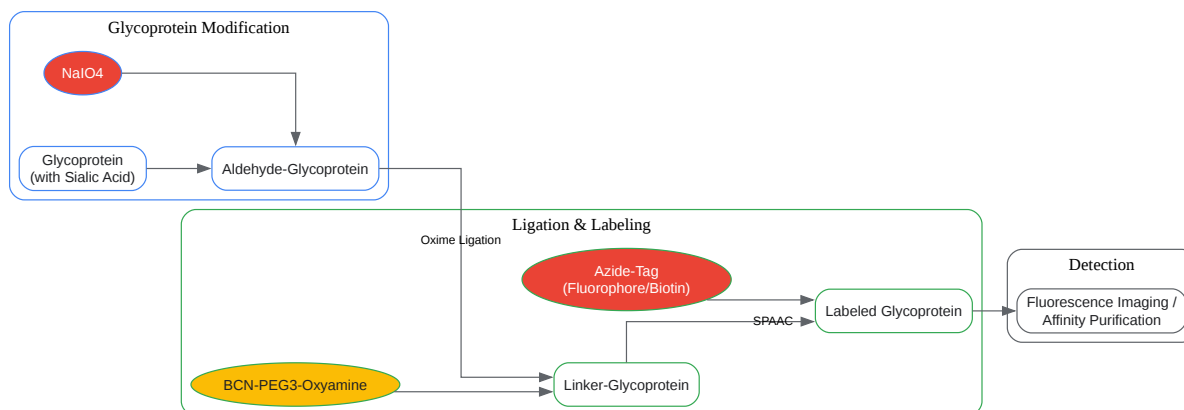 Glycoprotein Modification
NaIO4
Glycoprotein
(with Sialic Acid)
Aldehyde-Glycoprotein
Ligation & Labeling
Oxime Ligation
Azide-Tag
(Fluorophore/Biotin)
Labeled Glycoprotein
SPAAC
BCN-PEG3-Oxyamine
Linker-Glycoprotein
Detection
Fluorescence Imaging /
Affinity Purification